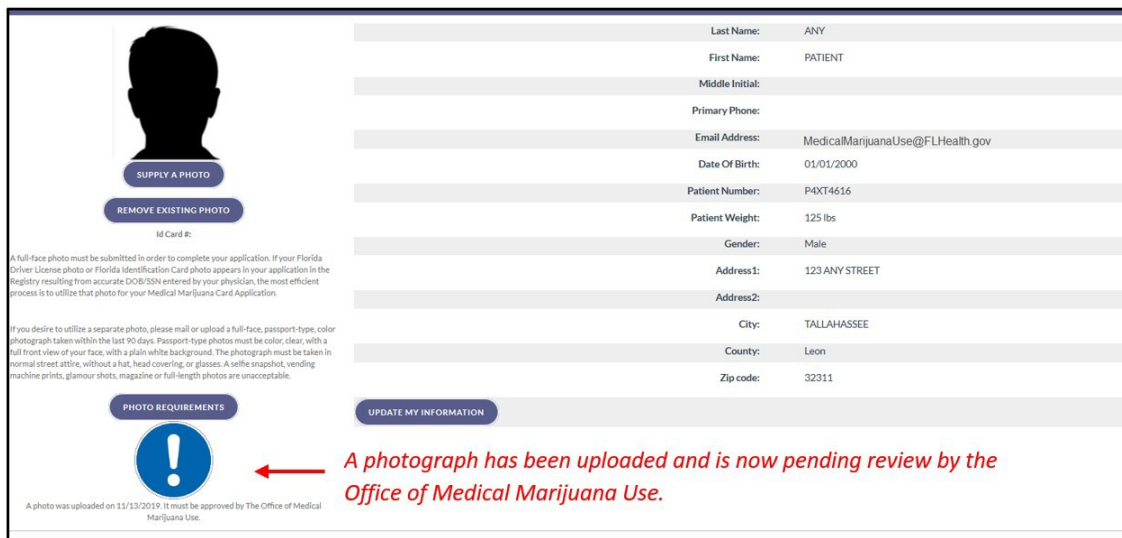 SUPPLY A PHOTO
REMOVE EXISTING PHOTO
Id Card #:
A full-face photo must be submitted in order to complete your application. If your Florida
Driver License photo or Florida Identification Card photo appears in your application in the
Registry resulting from accurate DOB/SSN entered by your physician, the most efficient
process is to utilize that photo for your Medical Marijuana Card Application.
If you desire to utilize a separate photo, please mail or upload a full-face, passport-type, color
photograph taken within the last 90 days. Passport-type photos must be color, clear, with a
full front view of your face, with a plain white background. The photograph must be taken in
normal street attire, without a hat, head covering, or glasses. A selfie snapshot, vending
machine prints, glamour shots, magazine or full-length photos are unacceptable.
PHOTO REQUIREMENTS
A photo was uploaded on 11/13/2019. It must be approved by The Office of Medical
Marijuana Use.
Last Name: ANY
First Name: PATIENT
Middle Initial:
Primary Phone:
Email Address: MedicalMarijuanaUse@FLHealth.gov
Date Of Birth: 01/01/2000
Patient Number: P4XT4616
Patient Weight: 125 lbs
Gender: Male
Address1: 123 ANY STREET
Address2:
City: TALLAHASSEE
County: Leon
Zip code: 32311
UPDATE MY INFORMATION
A photograph has been uploaded and is now pending review by the
Office of Medical Marijuana Use.